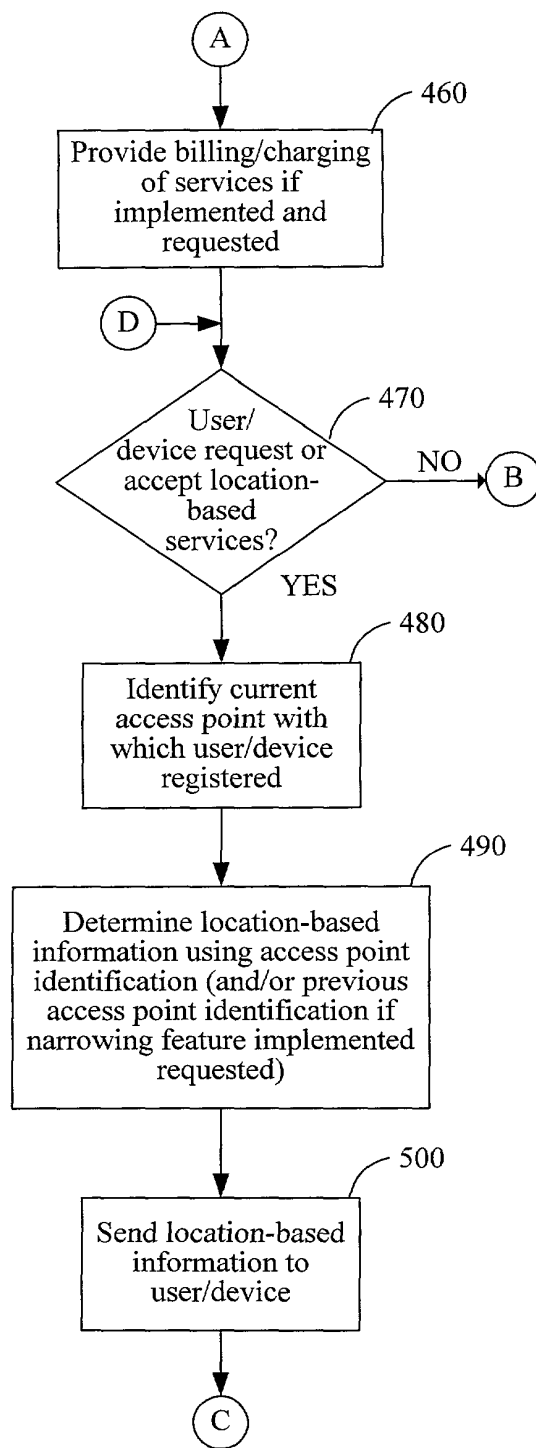 A
460
Provide billing/charging
of services if
implemented and
requested
D
470
User/
device request or
accept location-
based
services?
NO
B
YES
480
Identify current
access point with
which user/device
registered
490
Determine location-based
information using access point
identification (and/or previous
access point identification if
narrowing feature implemented
requested)
500
Send location-based
information to
user/device
C